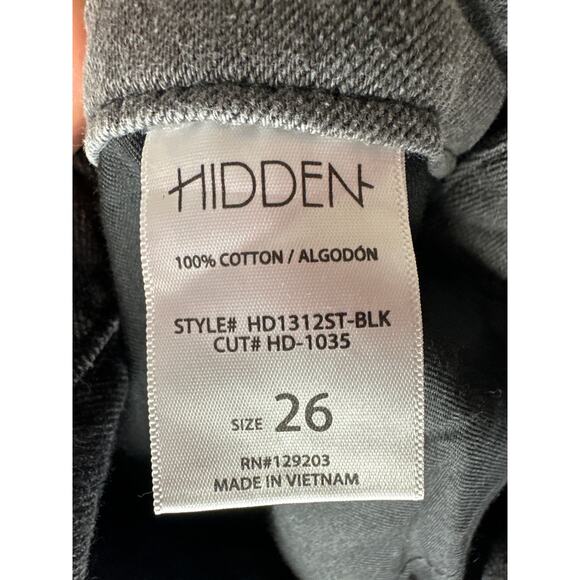 HIDDEN
100% COTTON / ALGODÓN
STYLE# HD1312ST-BLK
CUT# HD-1035
SIZE 26
RN#129203
MADE IN VIETNAM